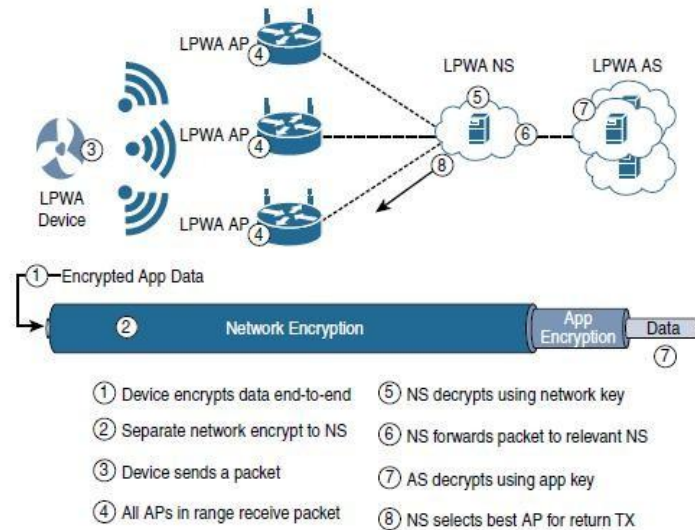 LPWA AP
④
LPWA NS
LPWA AS
⑤
⑦
LPWA AP
③
④
⑥
⑧
LPWA
Device
LPWA AP
④
① Encrypted App Data
② Network Encryption
App
Encryption
Data
⑦
① Device encrypts data end-to-end
② Separate network encrypt to NS
③ Device sends a packet
④ All APs in range receive packet
⑤ NS decrypts using network key
⑥ NS forwards packet to relevant NS
⑦ AS decrypts using app key
⑧ NS selects best AP for return TX